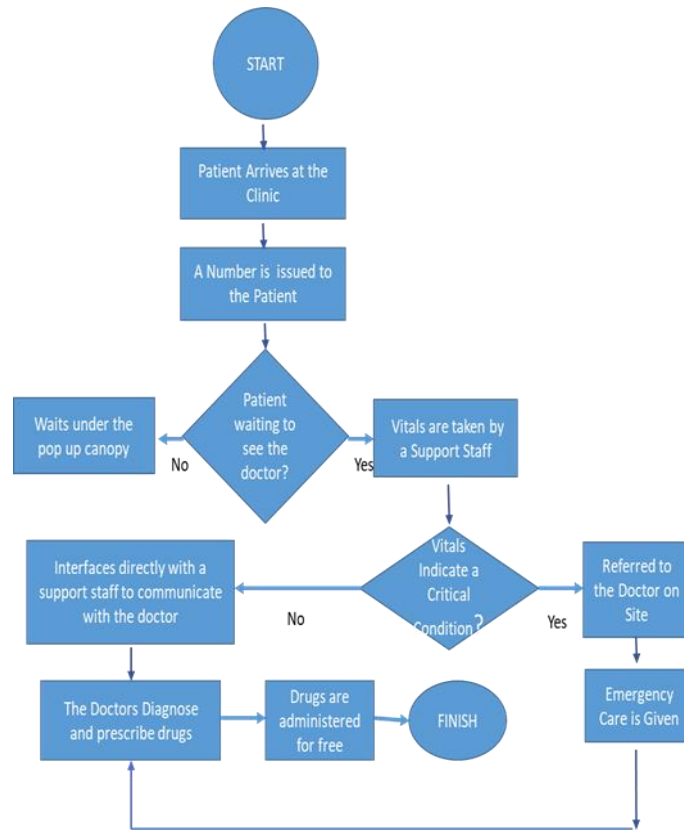 START
Patient Arrives at the
Clinic
A Number is issued to
the Patient
Patient
waiting to
see the
doctor?
Waits under the
pop up canopy
No
Yes
Vitals are taken by
a Support Staff
Vitals
Indicate a
Critical
Condition?
Interfaces directly with a
support staff to communicate
with the doctor
No
Yes
Referred to
the Doctor on
Site
The Doctors Diagnose
and prescribe drugs
Drugs are
administered
for free
FINISH
Emergency
Care is Given